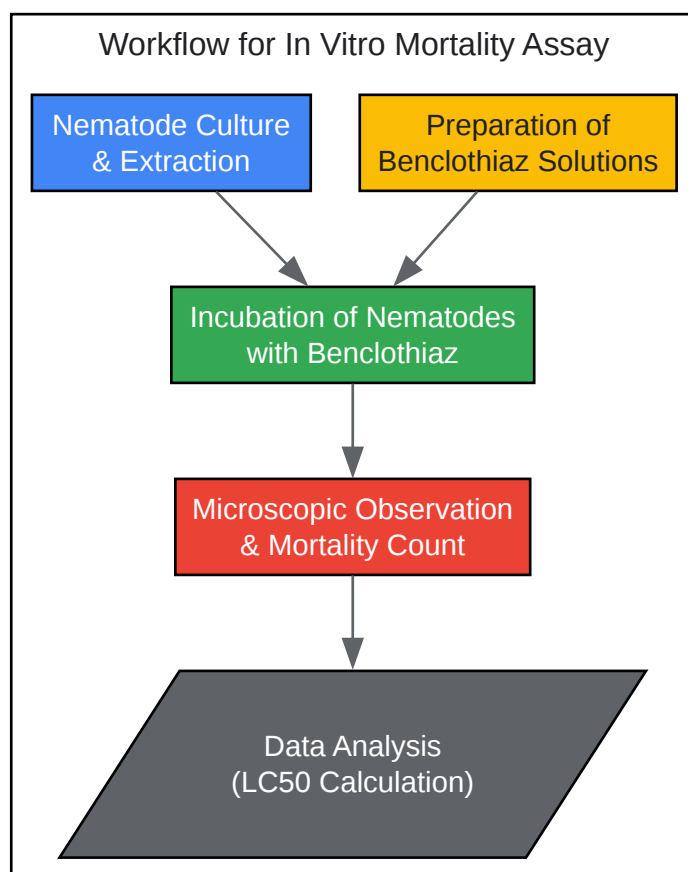 Workflow for In Vitro Mortality Assay
Nematode Culture
& Extraction
Preparation of
Benclothiaz Solutions
Incubation of Nematodes
with Benclothiaz
Microscopic Observation
& Mortality Count
Data Analysis
(LC50 Calculation)